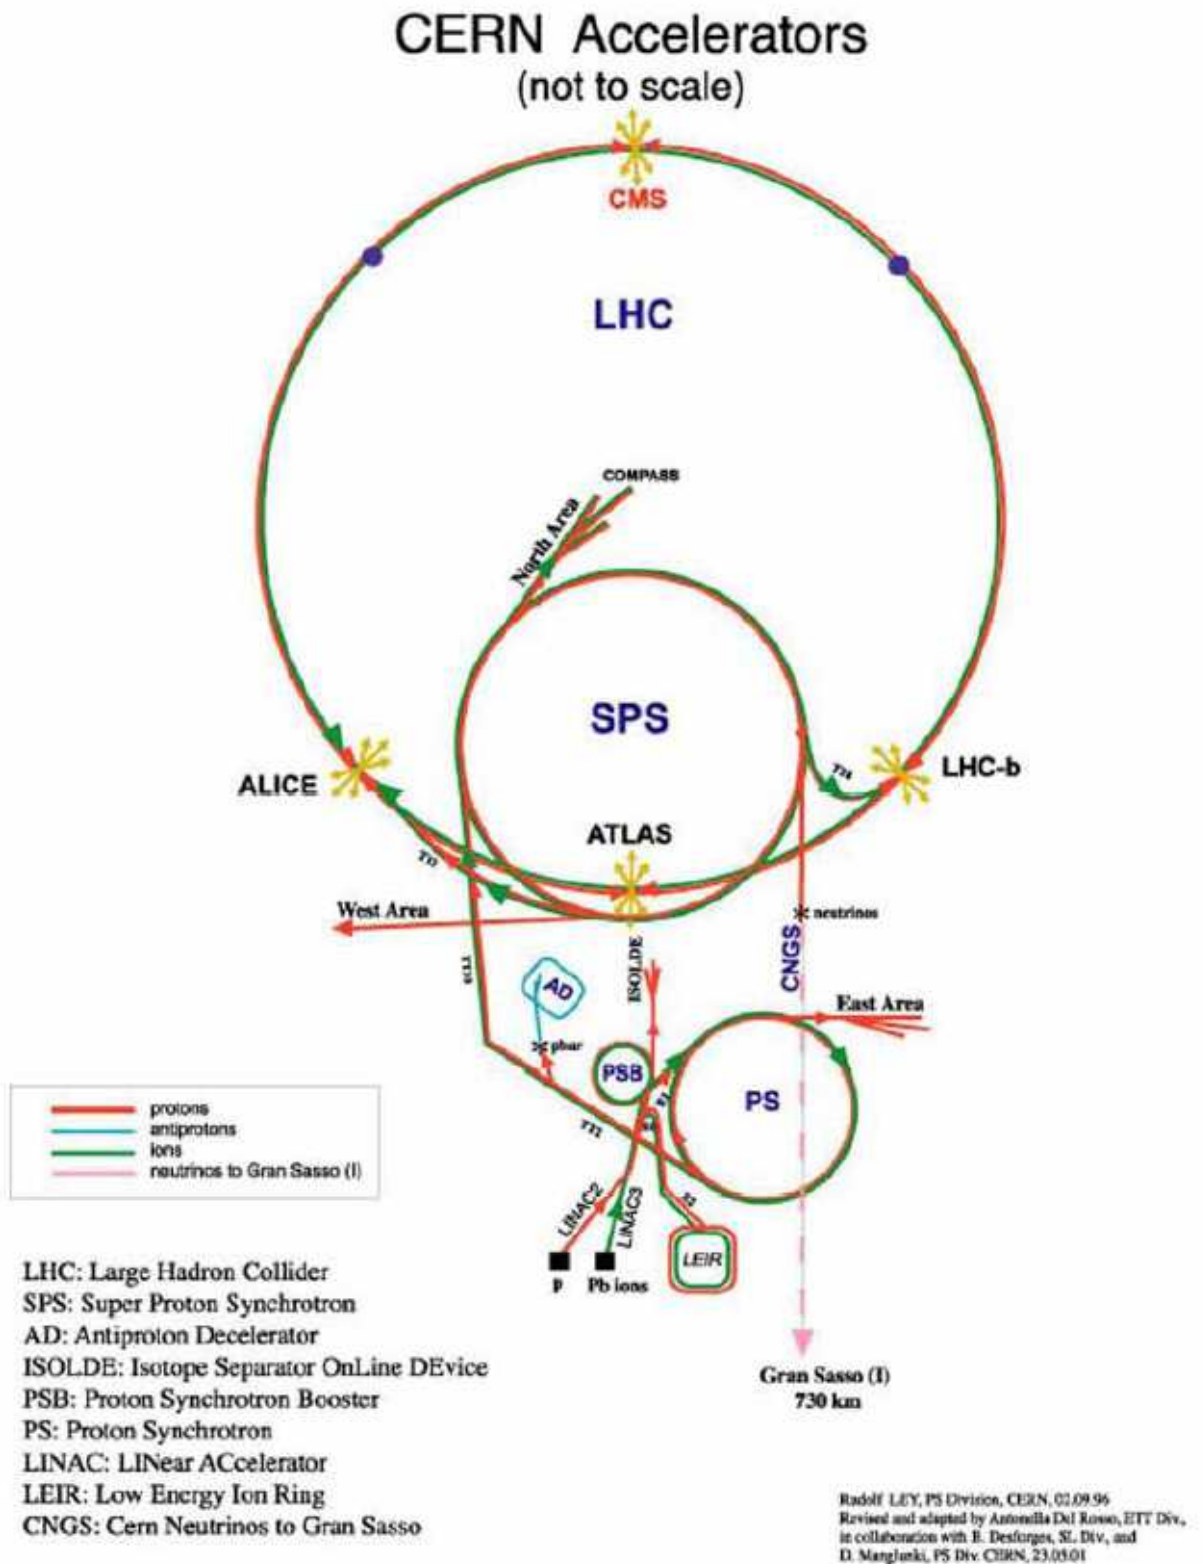 CERN Accelerators
(not to scale)
CMS
LHC
COMPASS
North Area
SPS
ALICE
LHC-b
ATLAS
West Area
neutrinos
CNGS
ISOLDE
AD
pbar
East Area
PSB
PS
protons
antiprotons
ions
neutrinos to Gran Sasso (I)
LINAC2
LINAC3
LEIR
p
Pb ions
Gran Sasso (I)
730 km
LHC: Large Hadron Collider
SPS: Super Proton Synchrotron
AD: Antiproton Decelerator
ISOLDE: Isotope Separator OnLine DEvice
PSB: Proton Synchrotron Booster
PS: Proton Synchrotron
LINAC: LINear ACcelerator
LEIR: Low Energy Ion Ring
CNGS: Cern Neutrinos to Gran Sasso
Rudolf LEY, PS Division, CERN, 02.09.96
Revised and adapted by Antonella Del Rosso, ETT Div.,
in collaboration with B. Desforges, SL Div., and
D. Manglunki, PS Div. CERN, 23.05.01